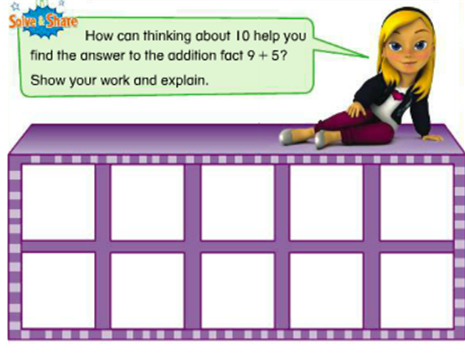 Solve & Share
How can thinking about 10 help you
find the answer to the addition fact 9 + 5?
Show your work and explain.